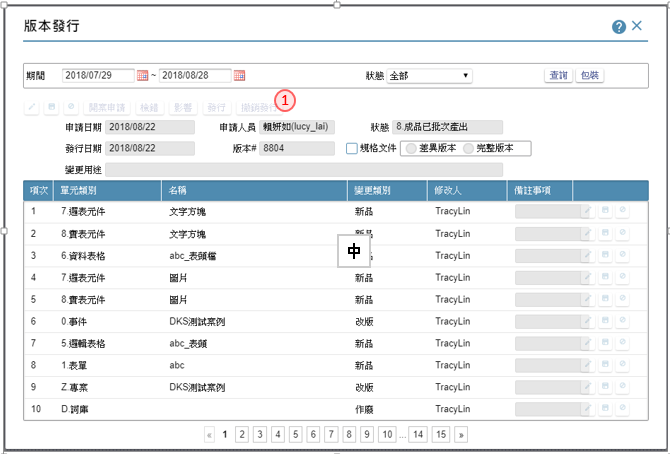 版本發行
期間 2018/07/29 ~ 2018/08/28 狀態 全部 查詢 包裝
開案申請 檢錯 影響 發行 撤銷發行 1
申請日期 2018/08/22 申請人員 賴妍如(lucy_lai) 狀態 8.成品已批次產出
發行日期 2018/08/22 版本# 8804 規格文件 差異版本 完整版本
變更用途
項次 單元類別 名稱 變更類別 修改人 備註事項
1 7.邏表元件 文字方塊 新品 TracyLin
2 8.實表元件 文字方塊 新品 TracyLin
中
3 6.資料表格 abc_表頭檔 新品 TracyLin
4 7.邏表元件 圖片 新品 TracyLin
5 8.實表元件 圖片 新品 TracyLin
6 0.事件 DKS測試案例 改版 TracyLin
7 5.邏輯表格 abc_表頭 新品 TracyLin
8 1.表單 abc 新品 TracyLin
9 Z.專案 DKS測試案例 改版 TracyLin
10 D.詞庫 作廢 TracyLin
« 1 2 3 4 5 6 7 8 9 10 ... 14 15 »